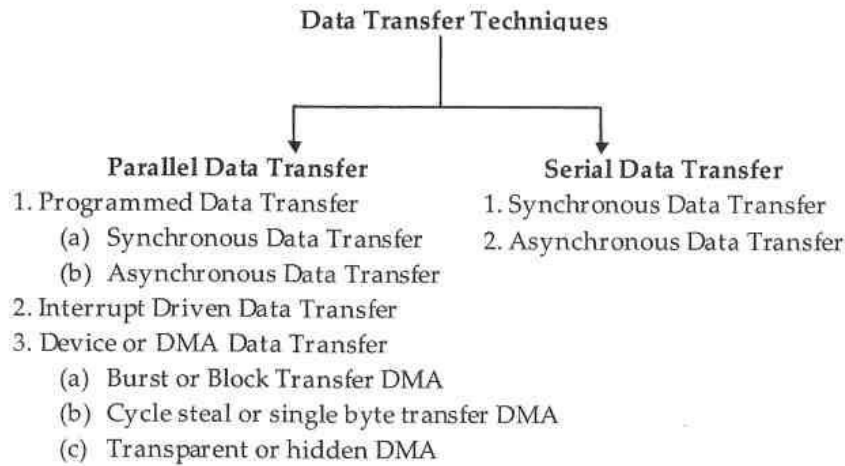 Data Transfer Techniques
Parallel Data Transfer
1. Programmed Data Transfer
(a) Synchronous Data Transfer
(b) Asynchronous Data Transfer
2. Interrupt Driven Data Transfer
3. Device or DMA Data Transfer
(a) Burst or Block Transfer DMA
(b) Cycle steal or single byte transfer DMA
(c) Transparent or hidden DMA
Serial Data Transfer
1. Synchronous Data Transfer
2. Asynchronous Data Transfer